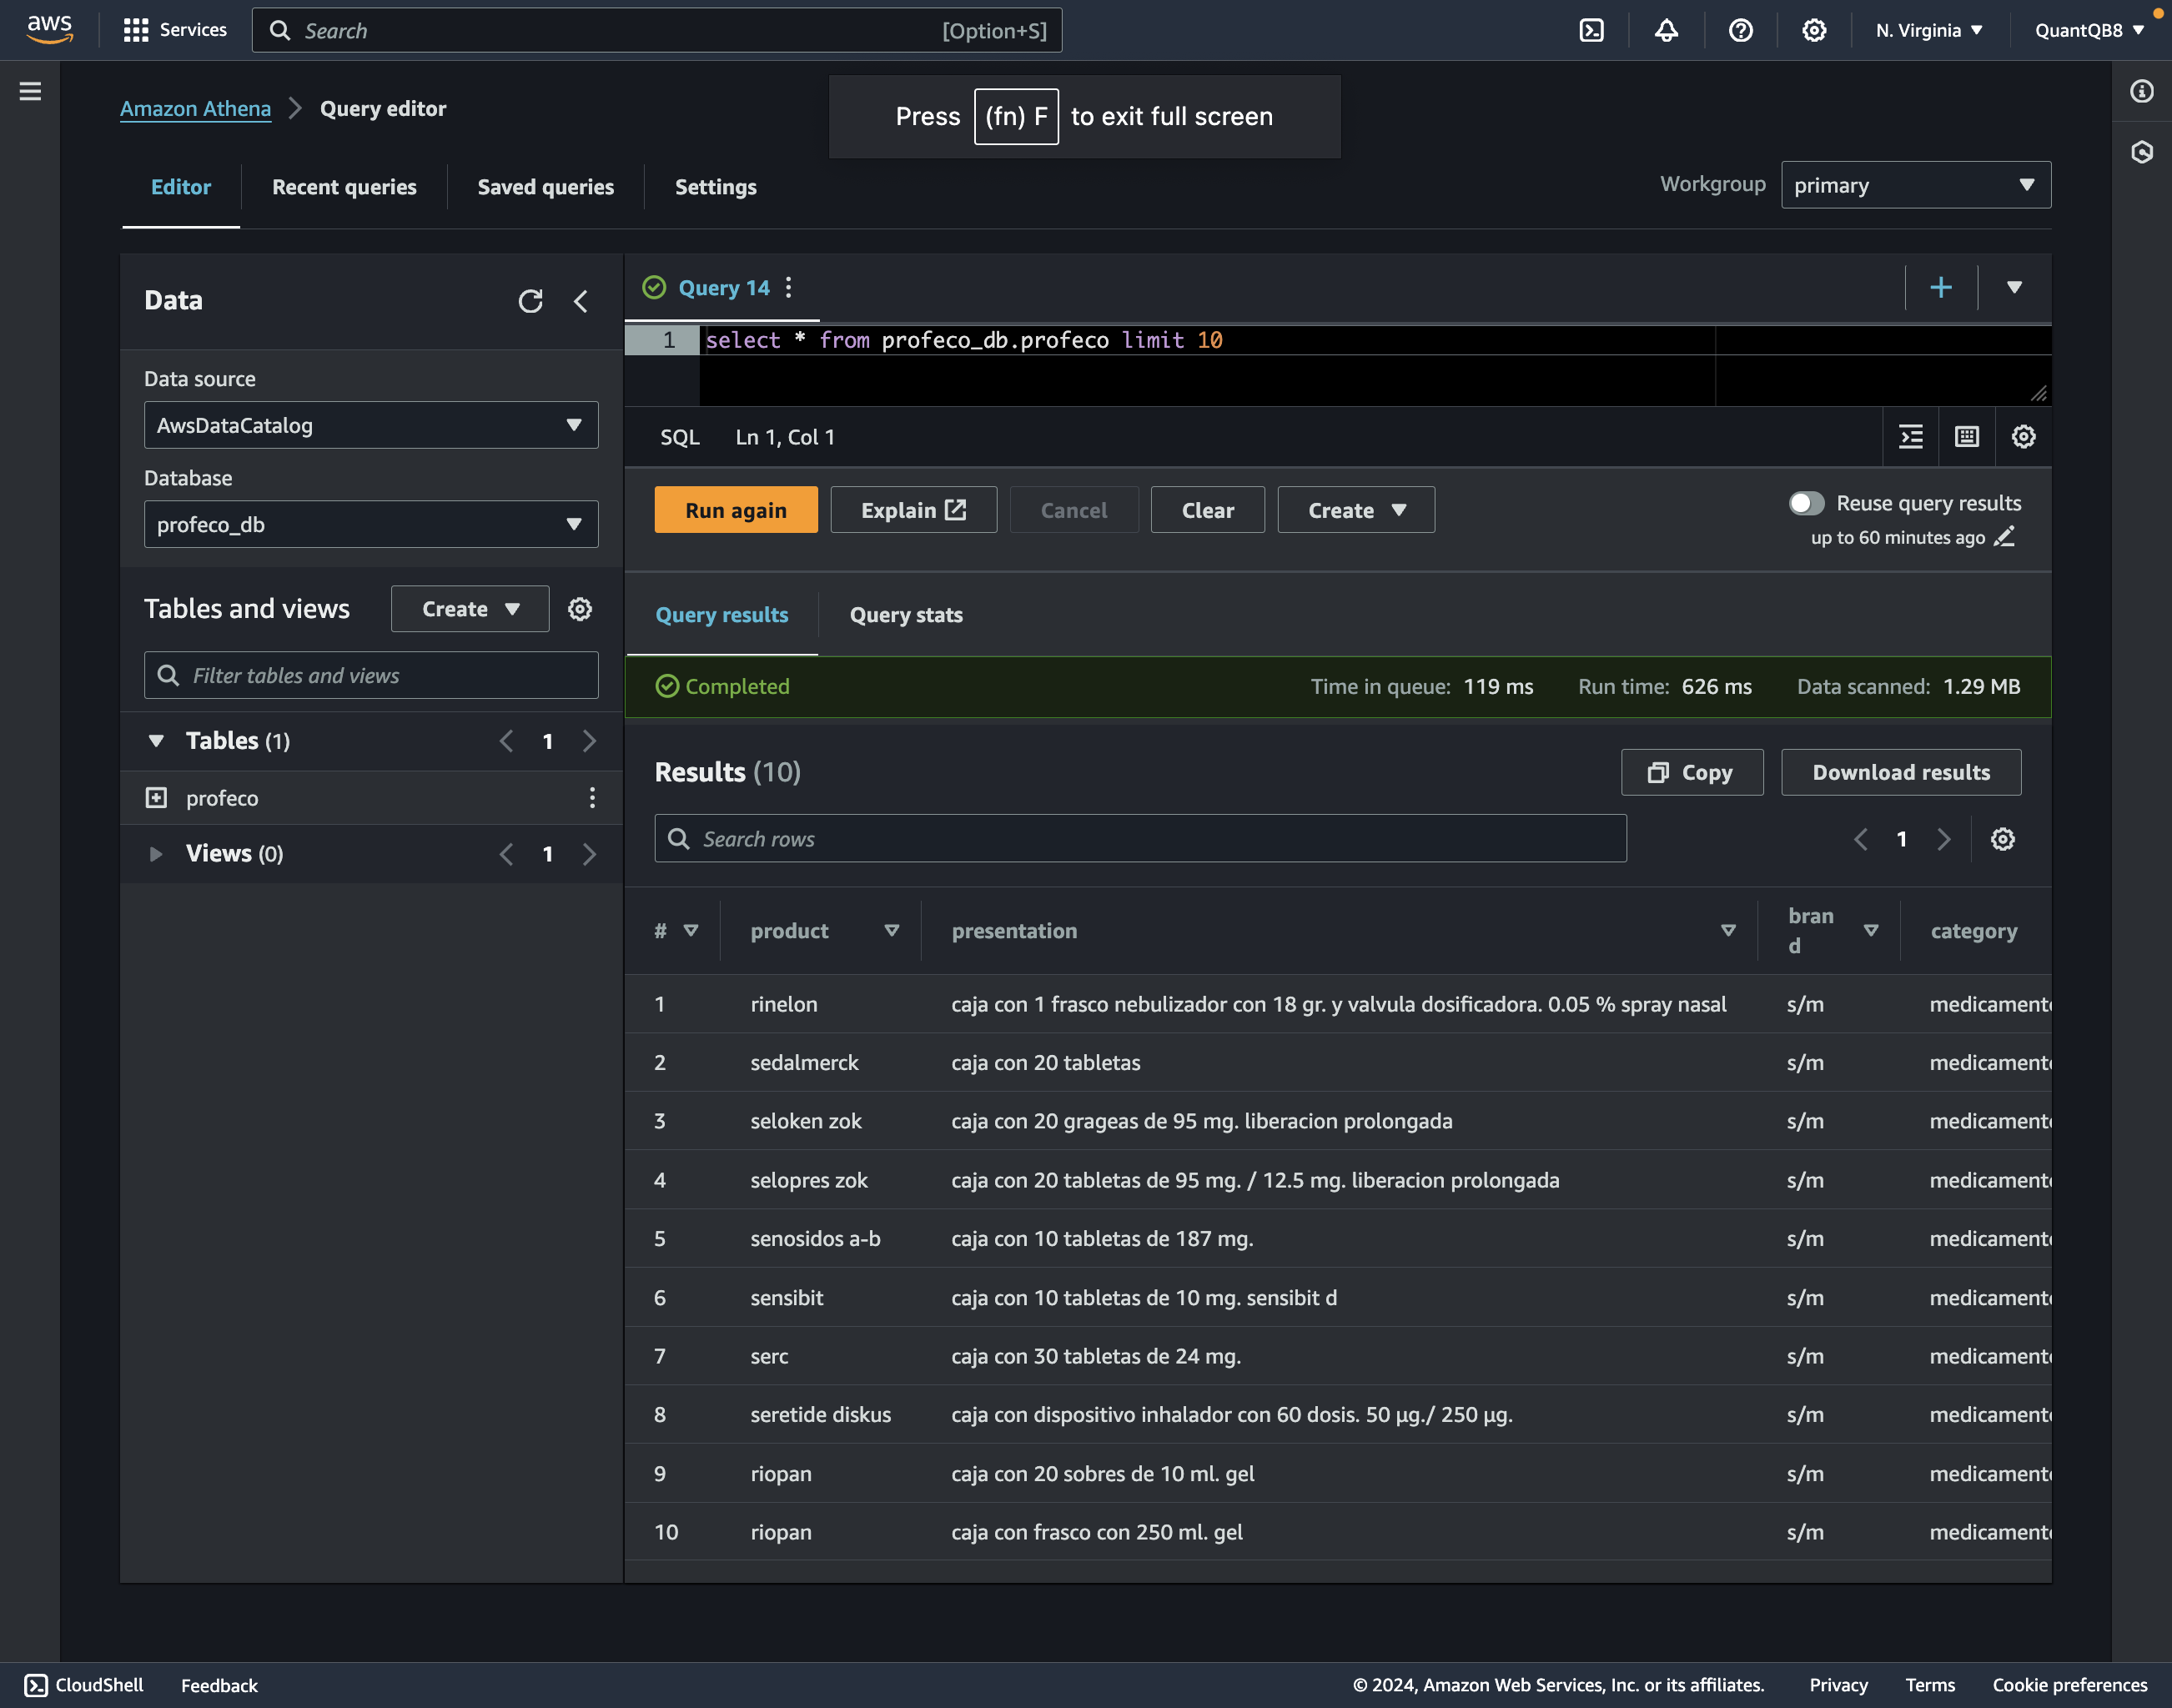 aws Services Search [Option+S] N. Virginia QuantQB8
Amazon Athena Query editor
Press (fn) F to exit full screen
Editor Recent queries Saved queries Settings
Workgroup primary
Data
Data source
AwsDataCatalog
Database
profeco_db
Tables and views Create
Filter tables and views
Tables (1) 1
profeco
Views (0) 1
Query 14
1 select * from profeco_db.profeco limit 10
SQL Ln 1, Col 1
Run again Explain Cancel Clear Create
Reuse query results
up to 60 minutes ago
Query results Query stats
Completed Time in queue: 119 ms Run time: 626 ms Data scanned: 1.29 MB
Results (10) Copy Download results
Search rows 1
# product presentation brand category
1 rinelon caja con 1 frasco nebulizador con 18 gr. y valvula dosificadora. 0.05 % spray nasal s/m medicament
2 sedalmerck caja con 20 tabletas s/m medicament
3 seloken zok caja con 20 grageas de 95 mg. liberacion prolongada s/m medicament
4 selopres zok caja con 20 tabletas de 95 mg. / 12.5 mg. liberacion prolongada s/m medicament
5 senosidos a-b caja con 10 tabletas de 187 mg. s/m medicament
6 sensibit caja con 10 tabletas de 10 mg. sensibit d s/m medicament
7 serc caja con 30 tabletas de 24 mg. s/m medicament
8 seretide diskus caja con dispositivo inhalador con 60 dosis. 50 µg./ 250 µg. s/m medicament
9 riopan caja con 20 sobres de 10 ml. gel s/m medicament
10 riopan caja con frasco con 250 ml. gel s/m medicament
CloudShell Feedback © 2024, Amazon Web Services, Inc. or its affiliates. Privacy Terms Cookie preferences